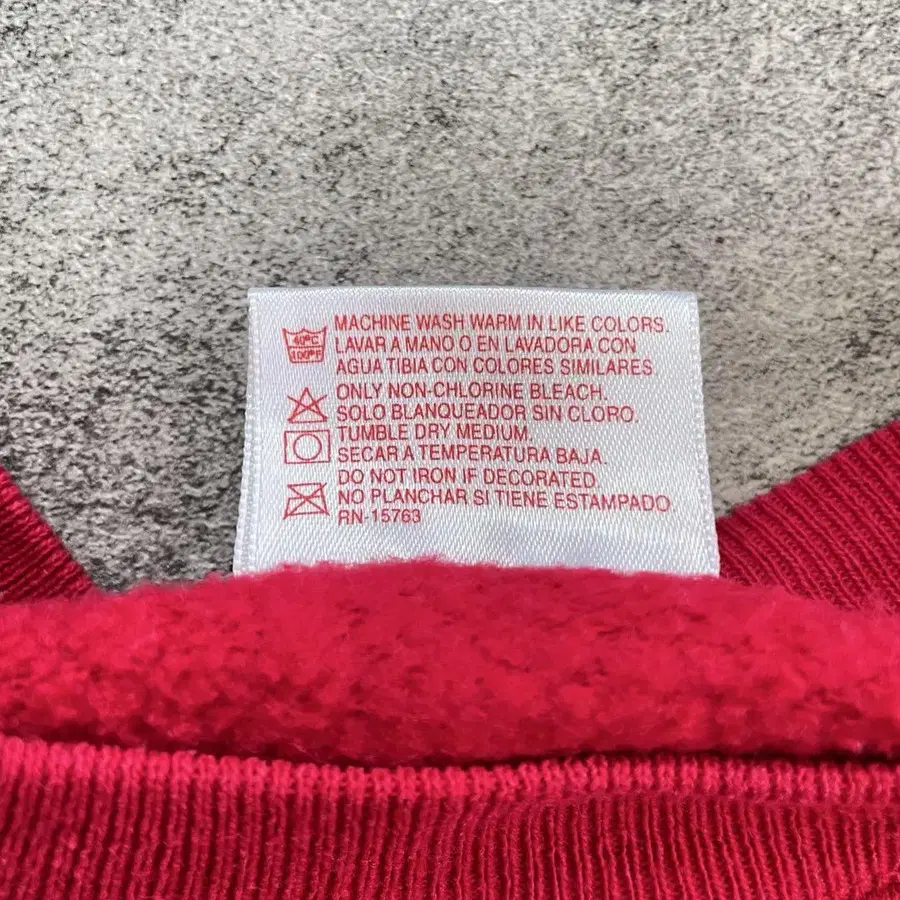 40°C
100°F
MACHINE WASH WARM IN LIKE COLORS.
LAVAR A MANO O EN LAVADORA CON
AGUA TIBIA CON COLORES SIMILARES.
ONLY NON-CHLORINE BLEACH.
SOLO BLANQUEADOR SIN CLORO.
TUMBLE DRY MEDIUM.
SECAR A TEMPERATURA BAJA.
DO NOT IRON IF DECORATED.
NO PLANCHAR SI TIENE ESTAMPADO.
RN-15763